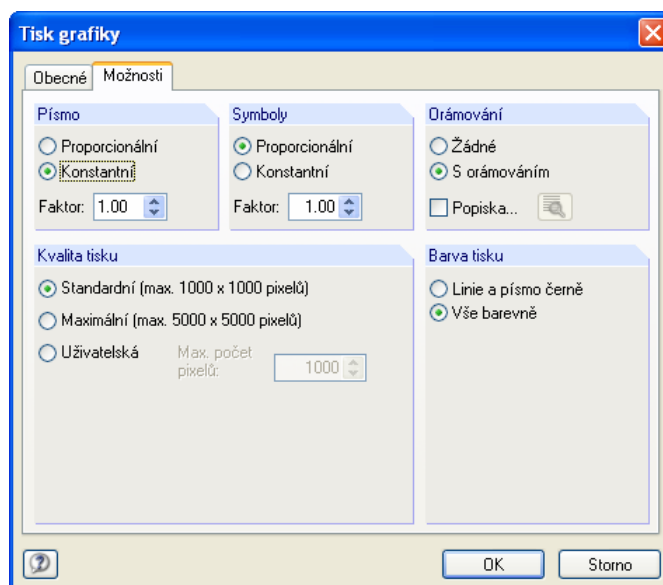 Tisk grafiky
Obecné
Možnosti
Písmo
Proporcionální
Konstantní
Faktor: 1.00
Symboly
Proporcionální
Konstantní
Faktor: 1.00
Orámování
Žádné
S orámováním
Popiska...
Kvalita tisku
Standardní (max. 1000 x 1000 pixelů)
Maximální (max. 5000 x 5000 pixelů)
Uživatelská
Max. počet
pixelů: 1000
Barva tisku
Linie a písmo černě
Vše barevně
OK
Storno